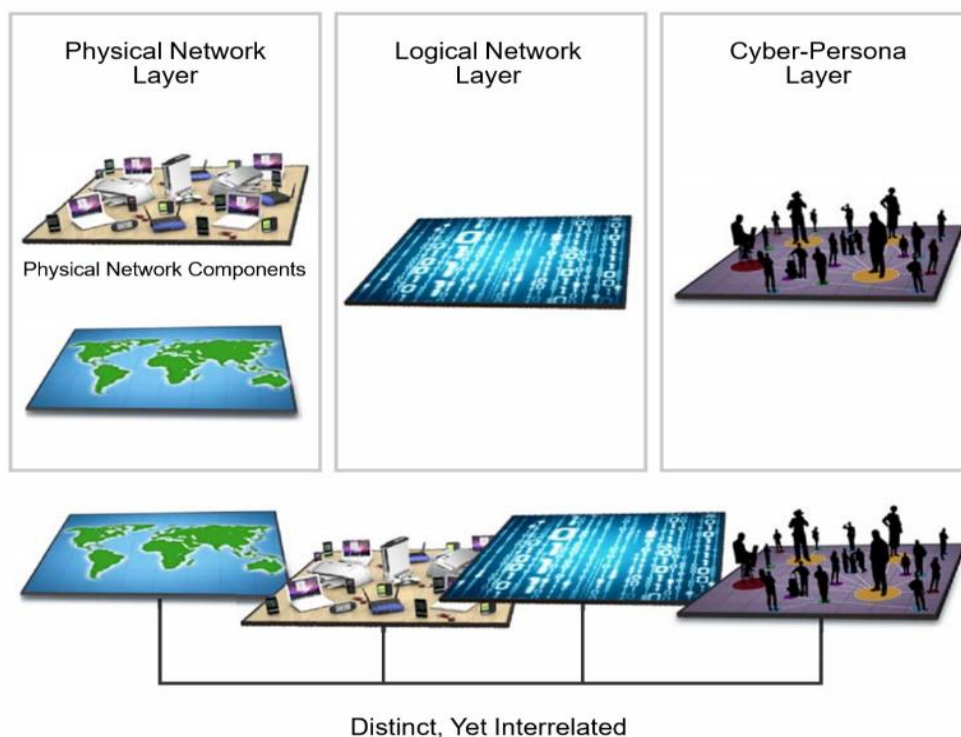 Physical Network
Layer
Logical Network
Layer
Cyber-Persona
Layer
Physical Network Components
Distinct, Yet Interrelated